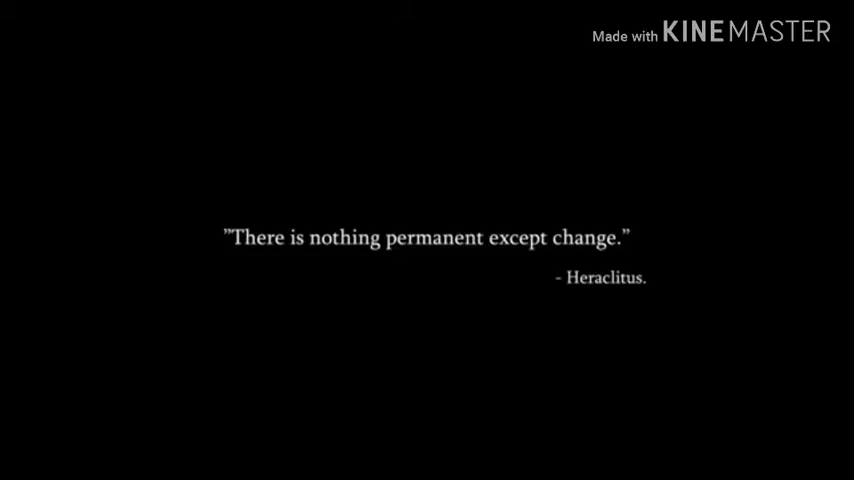 Made with KINEMASTER
”There is nothing permanent except change.”
- Heraclitus.